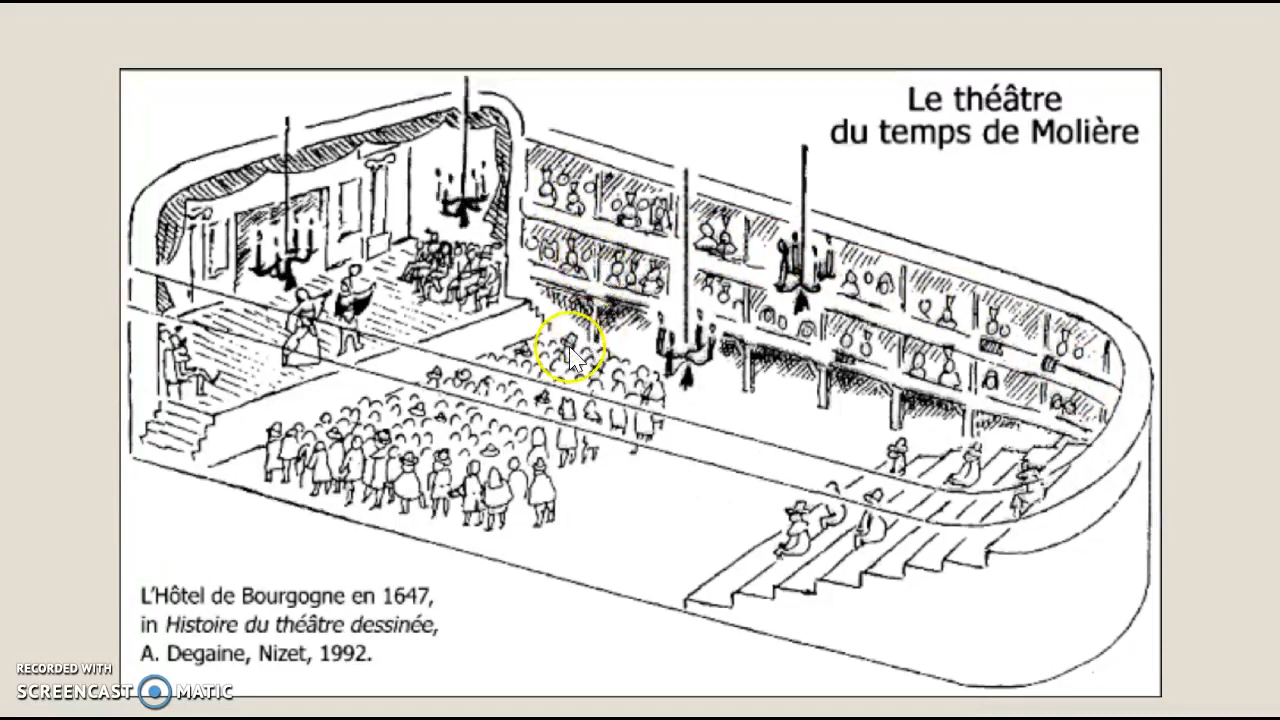 Le théâtre
du temps de Molière
L'Hôtel de Bourgogne en 1647,
in Histoire du théâtre dessinée,
A. Degaine, Nizet, 1992.
RECORDED WITH
SCREENCAST MATIC